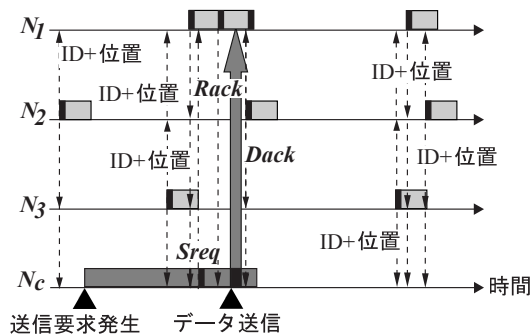 N1
ID+位置
ID+位置
ID+位置
Rack
N2
ID+位置
Dack
ID+位置
N3
Sreq
ID+位置
Nc
時間
送信要求発生
データ送信